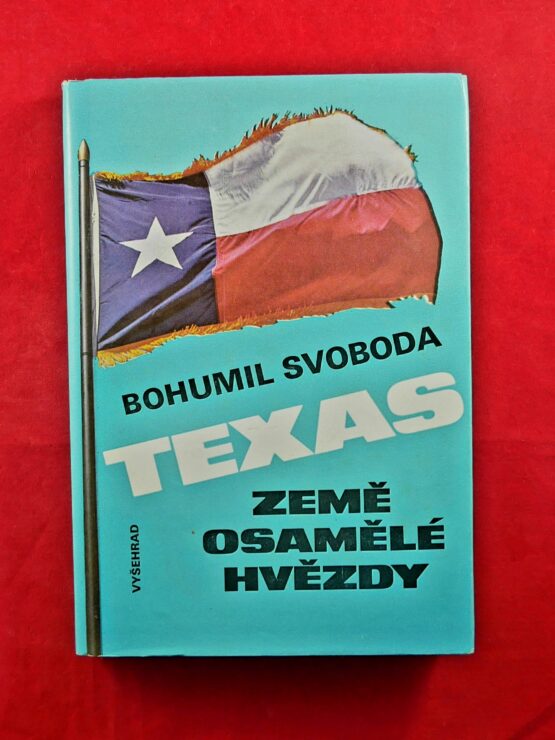 BOHUMIL SVOBODA
TEXAS
ZEMĚ
OSAMĚLÉ
HVĚZDY
VYŠEHRAD